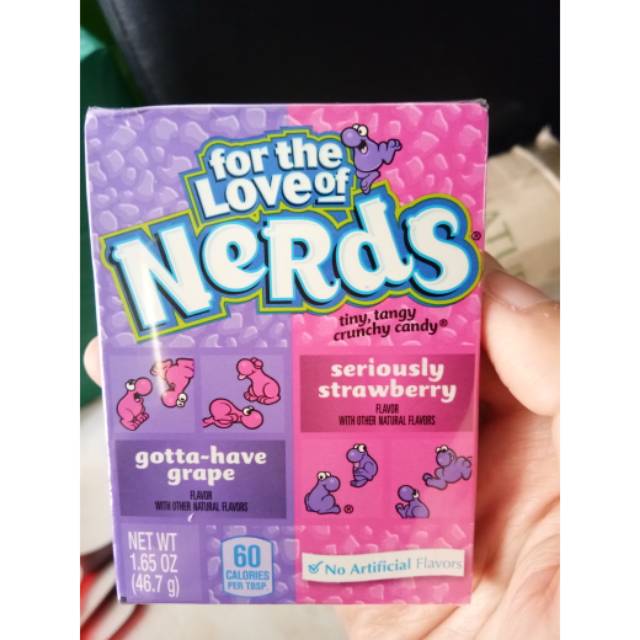 for the
Love of
NeRdS®
tiny, tangy
crunchy candy®
seriously
strawberry
FLAVOR
WITH OTHER NATURAL FLAVORS
gotta-have
grape
FLAVOR
WITH OTHER NATURAL FLAVORS
®
NET WT
1.65 OZ
(46.7 g)
60
CALORIES
PER TBSP.
No Artificial Flavors